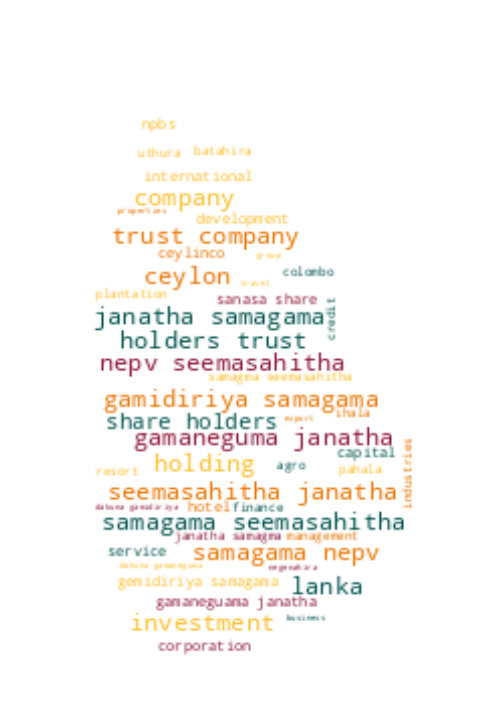 npbs
uthura batahira
international
company
properties
development
trust company
ceylinco group
ceylon colombo
travel
plantation
sanasa share
janatha samagama credit
holders trust
nepv seemasahitha
samagma seemasahitha
gamidiriya samagama
ihala
share holders export
gamaneguma janatha
capital
holding agro pahala
resort
industries
seemasahitha janatha
dakuna gamidiriya hotel finance
samagama seemasahitha
janatha samagma management
service samagama nepv
dakuna gamaneguma negenahira
gemidiriya samagama lanka
gamaneguama janatha
investment business
corporation